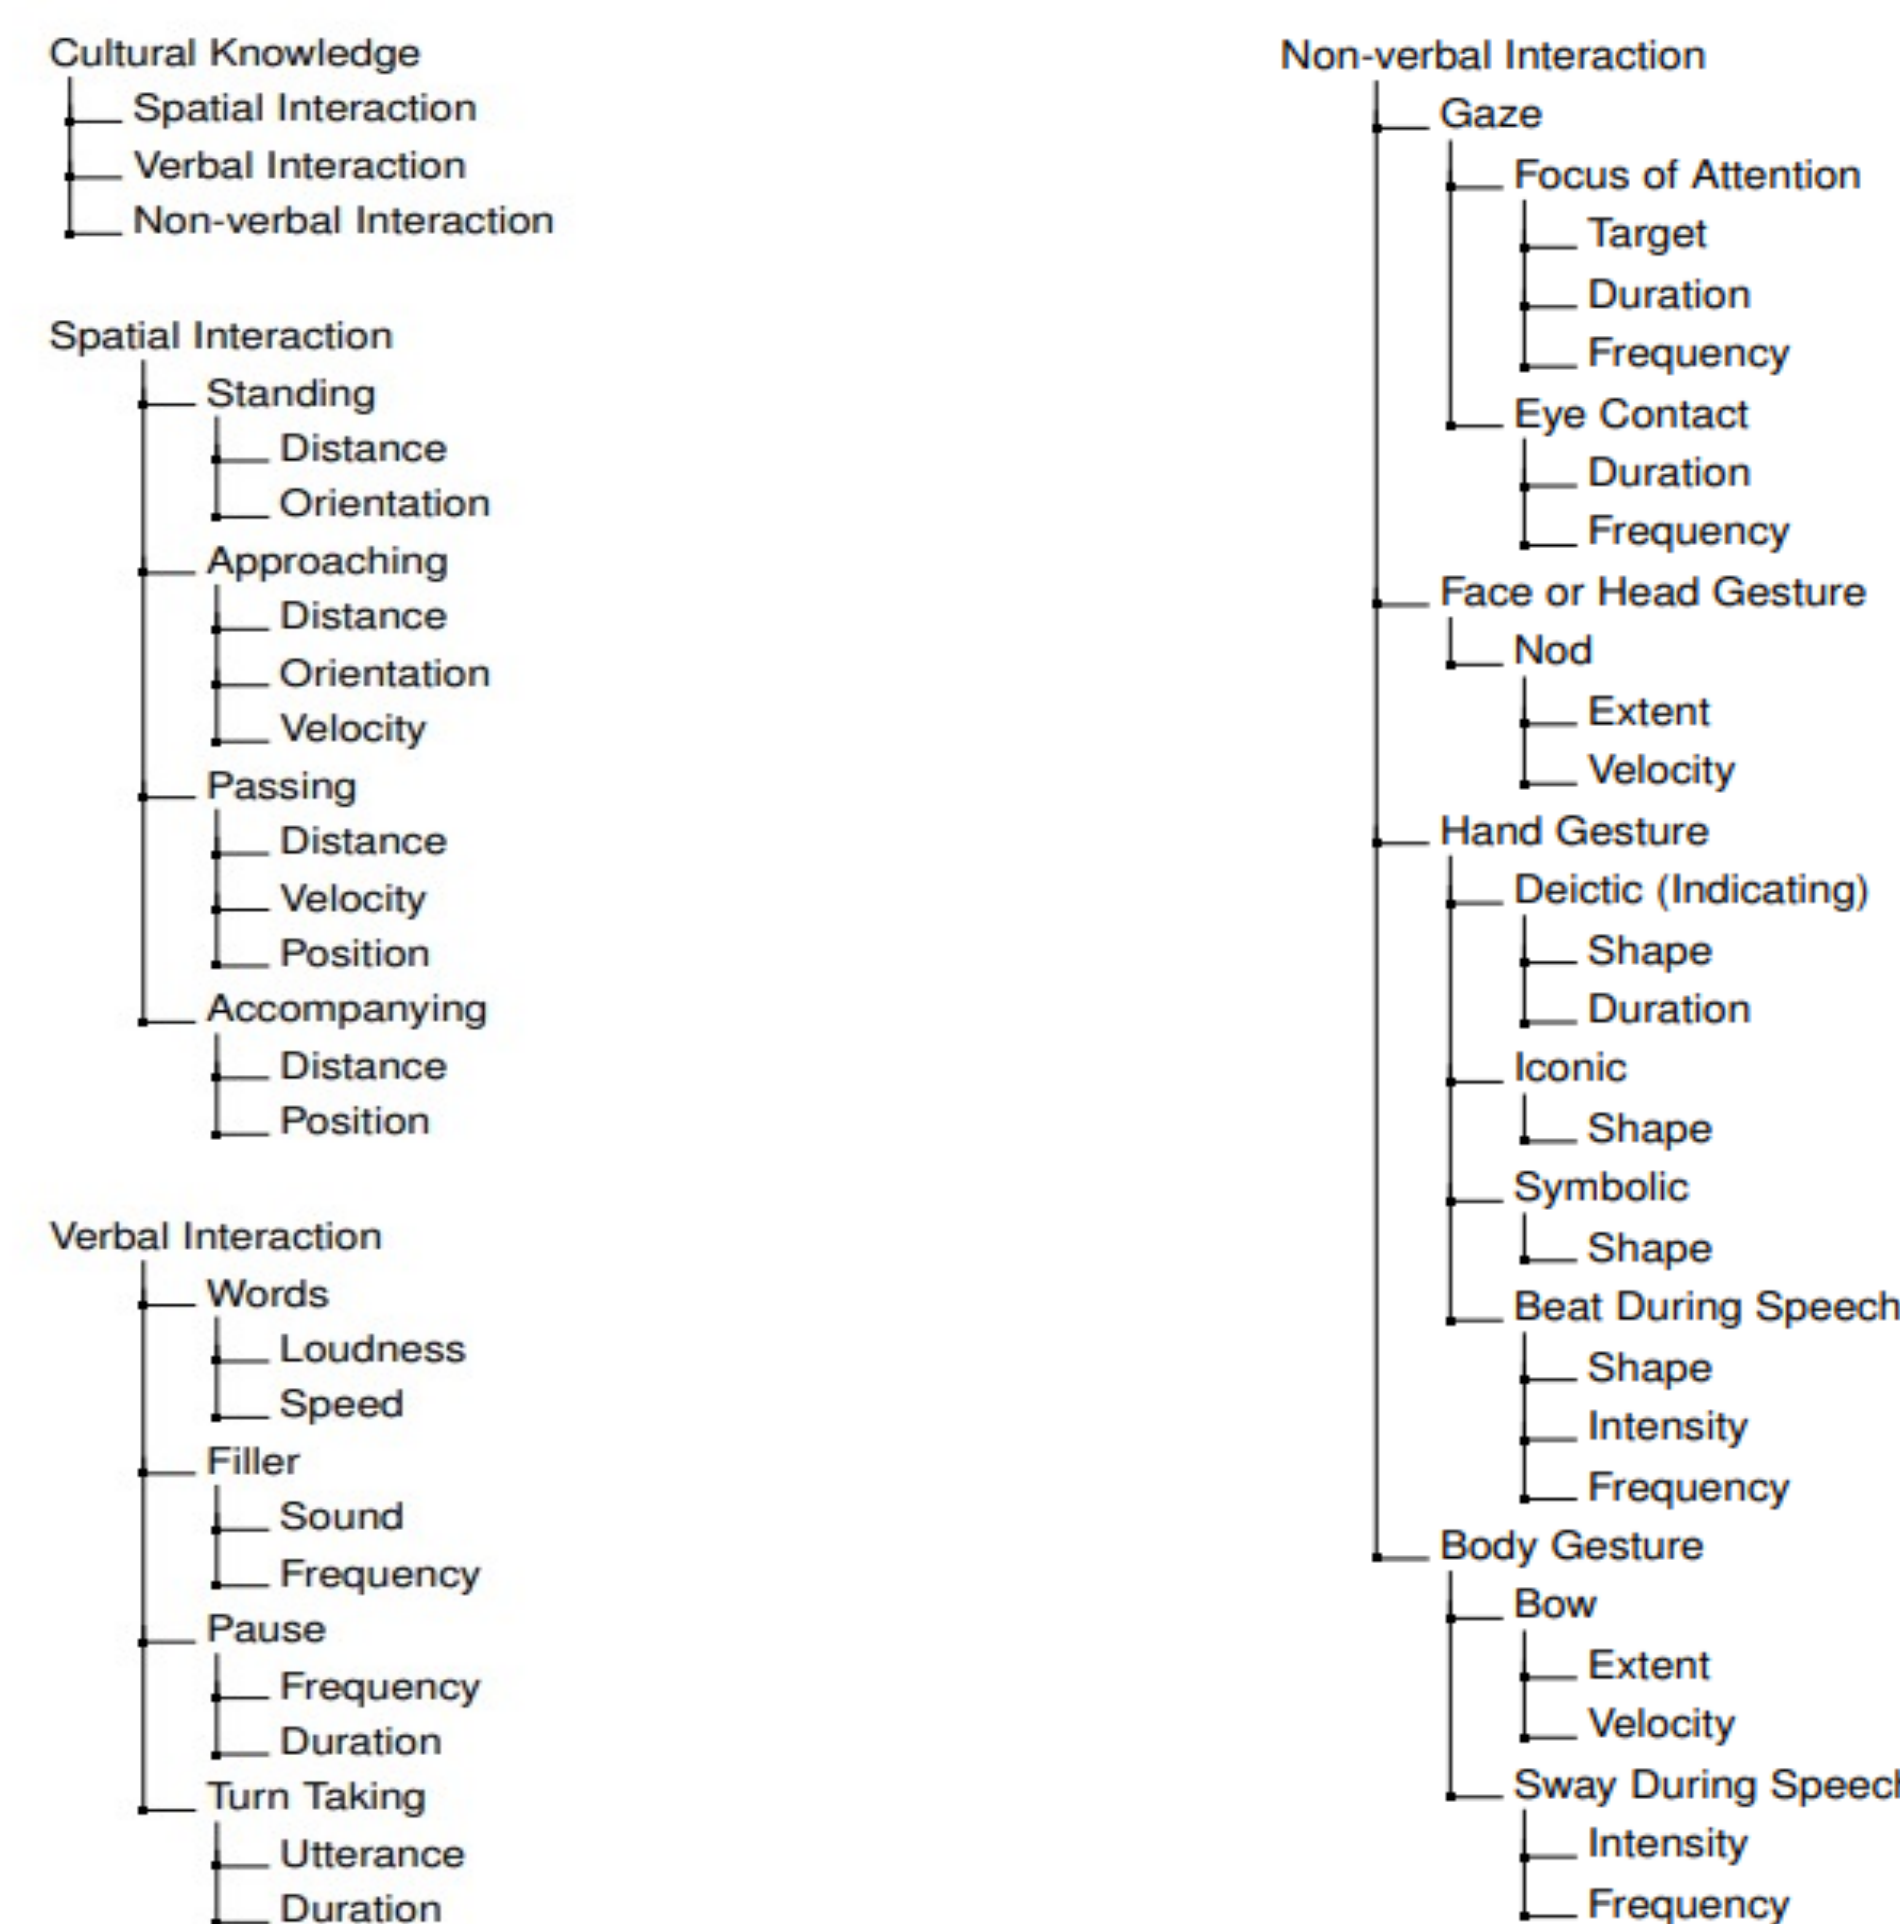 Cultural Knowledge
Spatial Interaction
Verbal Interaction
Non-verbal Interaction
Spatial Interaction
Standing
Distance
Orientation
Approaching
Distance
Orientation
Velocity
Passing
Distance
Velocity
Position
Accompanying
Distance
Position
Verbal Interaction
Words
Loudness
Speed
Filler
Sound
Frequency
Pause
Frequency
Duration
Turn Taking
Utterance
Duration
Non-verbal Interaction
Gaze
Focus of Attention
Target
Duration
Frequency
Eye Contact
Duration
Frequency
Face or Head Gesture
Nod
Extent
Velocity
Hand Gesture
Deictic (Indicating)
Shape
Duration
Iconic
Shape
Symbolic
Shape
Beat During Speech
Shape
Intensity
Frequency
Body Gesture
Bow
Extent
Velocity
Sway During Speech
Intensity
Frequency